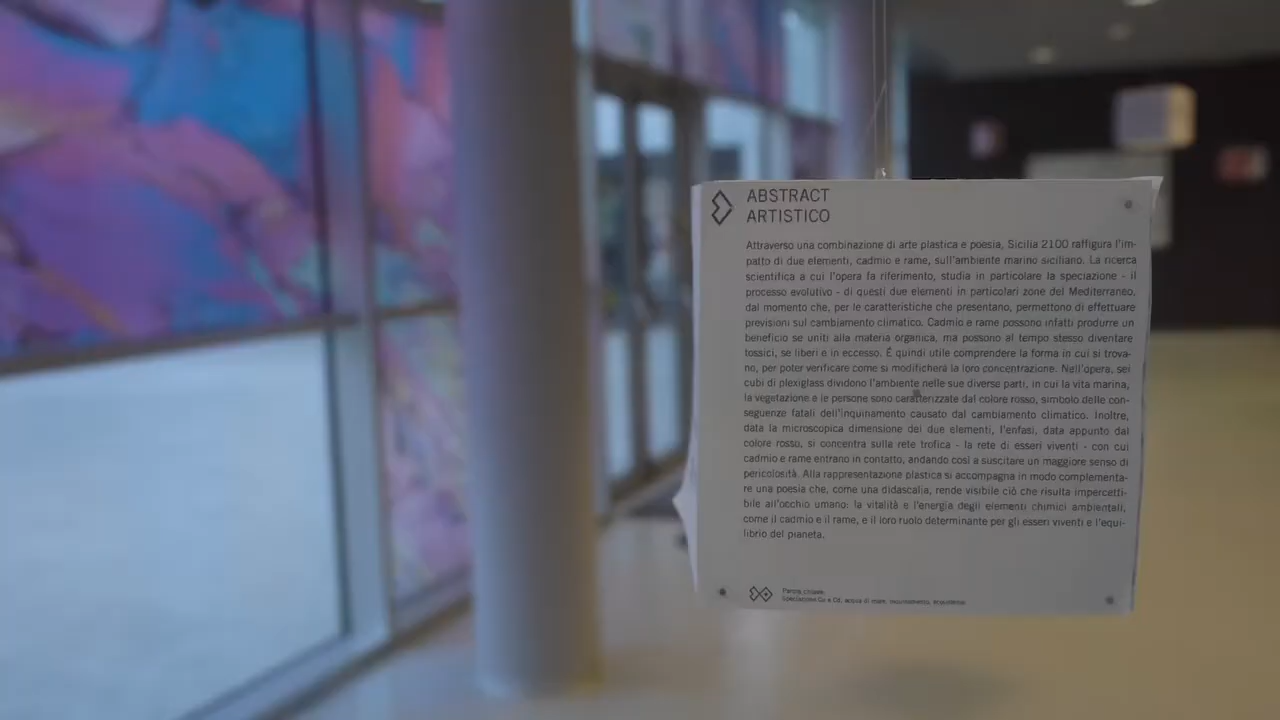 ABSTRACT
ARTISTICO
Attraverso una combinazione di arte plastica e poesia, Sicilia 2100 raffigura l'im-
patto di due elementi, cadmio e rame, sull'ambiente marino siciliano. La ricerca
scientifica a cui l'opera fa riferimento, studia in particolare la speciazione - il
processo evolutivo - di questi due elementi in particolari zone del Mediterraneo,
dal momento che, per le caratteristiche che presentano, permettono di effettuare
previsioni sul cambiamento climatico. Cadmio e rame possono infatti produrre un
beneficio se uniti alla materia organica, ma possono al tempo stesso diventare
tossici, se liberi e in eccesso. É quindi utile comprendere la forma in cui si trova-
no, per poter verificare come si modificherà la loro concentrazione. Nell'opera, sei
cubi di plexiglass dividono l'ambiente nelle sue diverse parti, in cui la vita marina,
la vegetazione e le persone sono caratterizzate dal colore rosso, simbolo delle con-
seguenze fatali dell'inquinamento causato dal cambiamento climatico. Inoltre,
data la microscopica dimensione dei due elementi, l'enfasi, data appunto dal
colore rosso, si concentra sulla rete trofica - la rete di esseri viventi - con cui
cadmio e rame entrano in contatto, andando così a suscitare un maggiore senso di
pericolosità. Alla rappresentazione plastica si accompagna in modo complementa-
re una poesia che, come una didascalia, rende visibile ciò che risulta impercetti-
bile all'occhio umano: la vitalità e l'energia degli elementi chimici ambientali,
come il cadmio e il rame, e il loro ruolo determinante per gli esseri viventi e l'equi-
librio del pianeta.
Parole chiave:
Speciazione Cu e Cd, acqua di mare, inquinamento, ecosistema